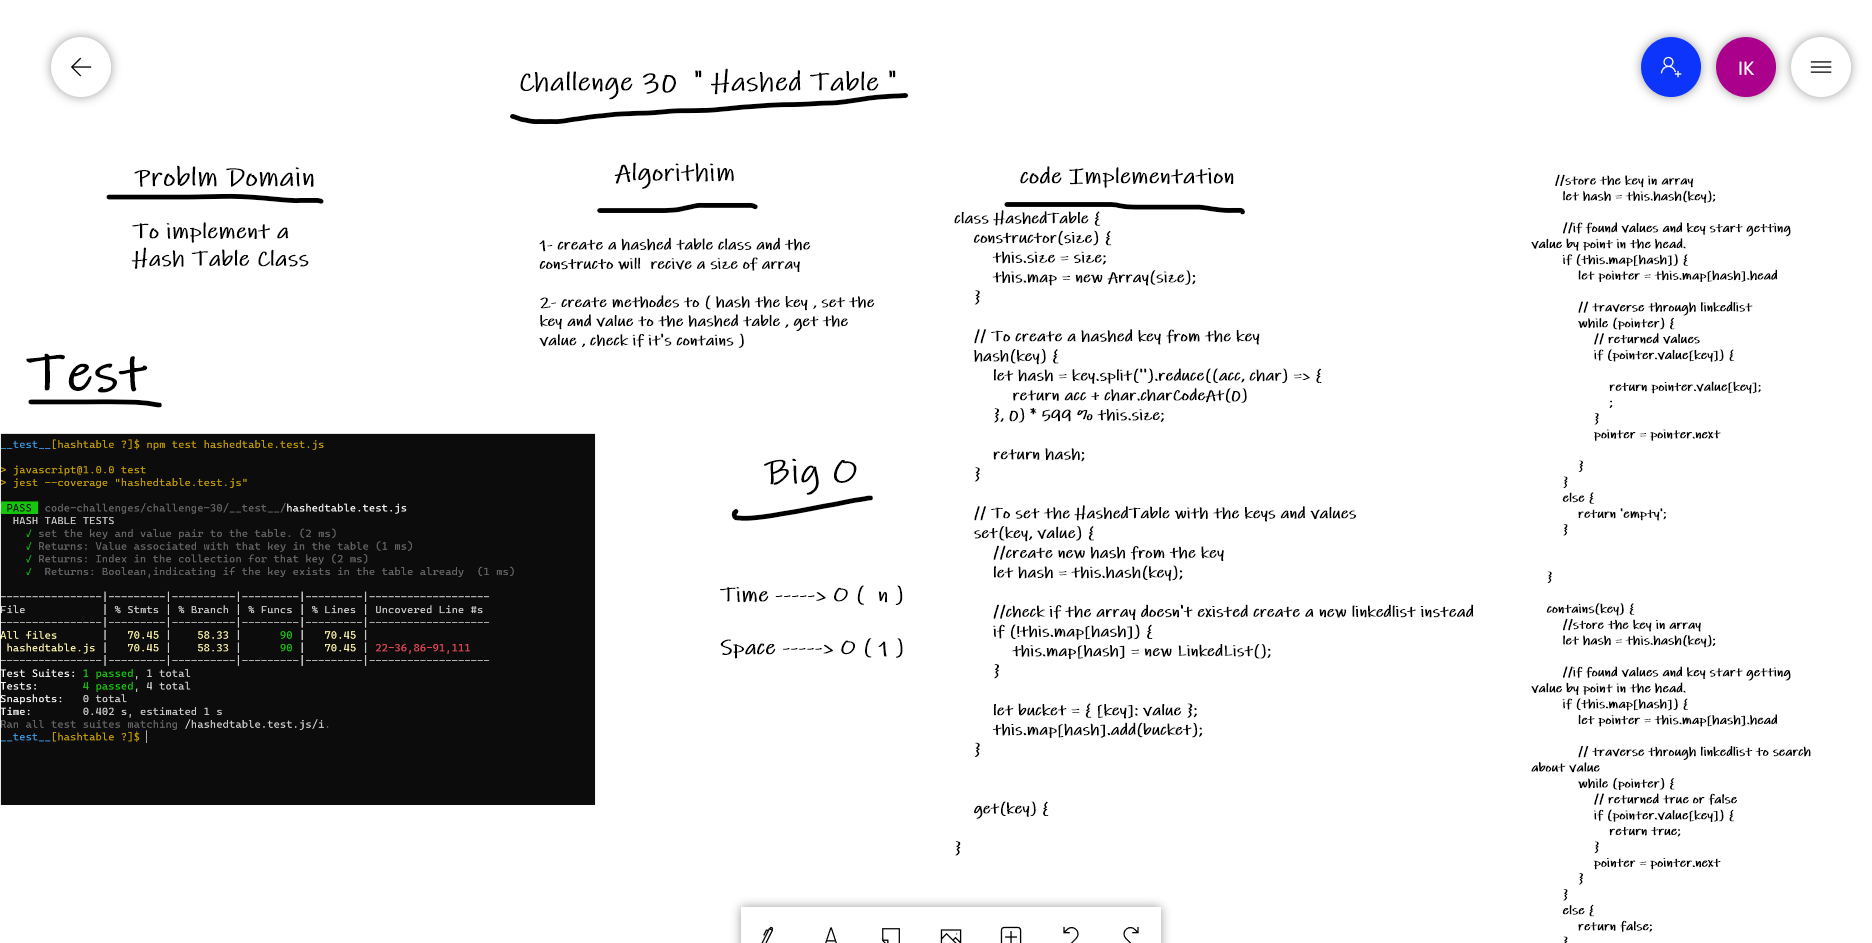 Challenge 30 " Hashed Table "
IK
Problm Domain
To implement a
Hash Table Class
Test
__test__[hashtable ?]$ npm test hashedtable.test.js
> javascript@1.0.0 test
> jest --coverage "hashedtable.test.js"
PASS code-challenges/challenge-30/__test__/hashedtable.test.js
HASH TABLE TESTS
√ set the key and value pair to the table. (2 ms)
√ Returns: Value associated with that key in the table (1 ms)
√ Returns: Index in the collection for that key (2 ms)
√ Returns: Boolean,indicating if the key exists in the table already (1 ms)
----------------|---------|----------|---------|---------|-------------------
File | % Stmts | % Branch | % Funcs | % Lines | Uncovered Line #s
----------------|---------|----------|---------|---------|-------------------
All files | 70.45 | 58.33 | 90 | 70.45 |
hashedtable.js | 70.45 | 58.33 | 90 | 70.45 | 22-36,86-91,111
----------------|---------|----------|---------|---------|-------------------
Test Suites: 1 passed, 1 total
Tests: 4 passed, 4 total
Snapshots: 0 total
Time: 0.402 s, estimated 1 s
Ran all test suites matching /hashedtable.test.js/i.
__test__[hashtable ?]$
Algorithim
1- create a hashed table class and the
constructo will recive a size of array
2- create methodes to ( hash the key , set the
key and value to the hashed table , get the
value , check if it's contains )
Big O
Time -----> O ( n )
Space -----> O ( 1 )
code Implementation
class HashedTable {
constructor(size) {
this.size = size;
this.map = new Array(size);
}
// To create a hashed key from the key
hash(key) {
let hash = key.split('').reduce((acc, char) => {
return acc + char.charCodeAt(0)
}, 0) * 599 % this.size;
return hash;
}
// To set the HashedTable with the keys and values
set(key, value) {
//create new hash from the key
let hash = this.hash(key);
//check if the array doesn't existed create a new linkedlist instead
if (!this.map[hash]) {
this.map[hash] = new LinkedList();
}
let bucket = { [key]: value };
this.map[hash].add(bucket);
}
get(key) {
}
//store the key in array
let hash = this.hash(key);
//if found values and key start getting
value by point in the head.
if (this.map[hash]) {
let pointer = this.map[hash].head
// traverse through linkedlist
while (pointer) {
// returned values
if (pointer.value[key]) {
return pointer.value[key];
;
}
pointer = pointer.next
}
}
else {
return 'empty';
}
}
contains(key) {
//store the key in array
let hash = this.hash(key);
//if found values and key start getting
value by point in the head.
if (this.map[hash]) {
let pointer = this.map[hash].head
// traverse through linkedlist to search
about value
while (pointer) {
// returned true or false
if (pointer.value[key]) {
return true;
}
pointer = pointer.next
}
}
else {
return false;
}